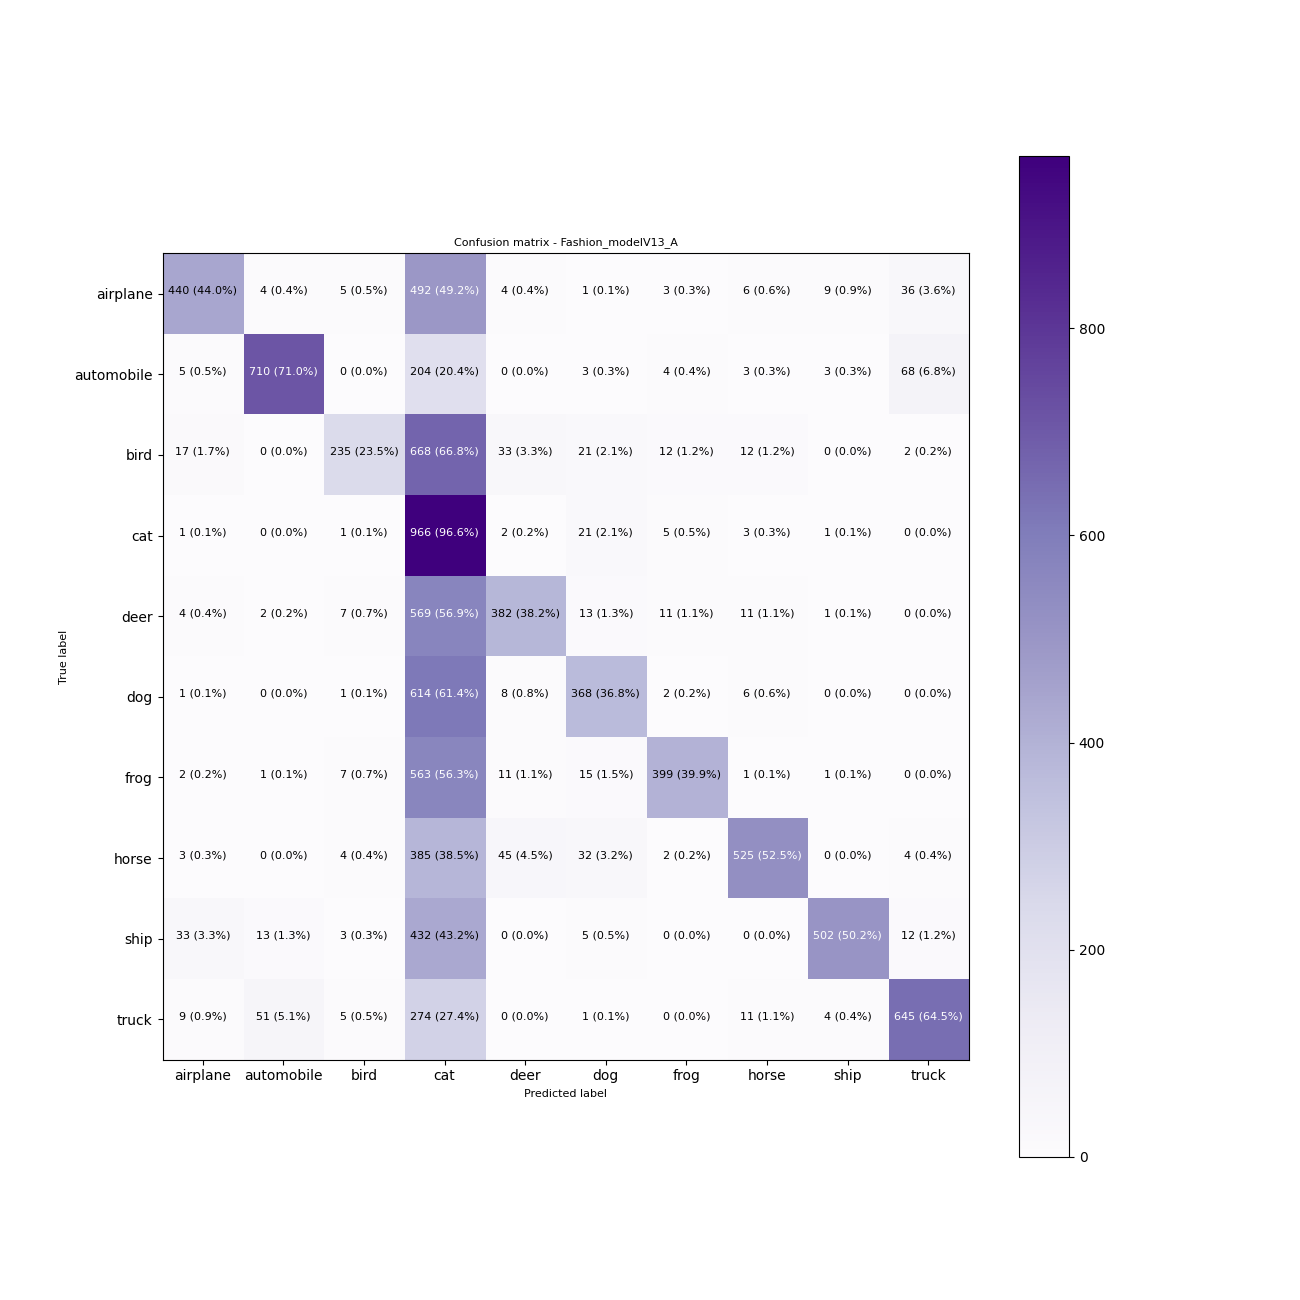 Confusion matrix - Fashion_modelV13_A
airplane 440 (44.0%) 4 (0.4%) 5 (0.5%) 492 (49.2%) 4 (0.4%) 1 (0.1%) 3 (0.3%) 6 (0.6%) 9 (0.9%) 36 (3.6%)
automobile 5 (0.5%) 710 (71.0%) 0 (0.0%) 204 (20.4%) 0 (0.0%) 3 (0.3%) 4 (0.4%) 3 (0.3%) 3 (0.3%) 68 (6.8%)
bird 17 (1.7%) 0 (0.0%) 235 (23.5%) 668 (66.8%) 33 (3.3%) 21 (2.1%) 12 (1.2%) 12 (1.2%) 0 (0.0%) 2 (0.2%)
cat 1 (0.1%) 0 (0.0%) 1 (0.1%) 966 (96.6%) 2 (0.2%) 21 (2.1%) 5 (0.5%) 3 (0.3%) 1 (0.1%) 0 (0.0%)
deer 4 (0.4%) 2 (0.2%) 7 (0.7%) 569 (56.9%) 382 (38.2%) 13 (1.3%) 11 (1.1%) 11 (1.1%) 1 (0.1%) 0 (0.0%)
dog 1 (0.1%) 0 (0.0%) 1 (0.1%) 614 (61.4%) 8 (0.8%) 368 (36.8%) 2 (0.2%) 6 (0.6%) 0 (0.0%) 0 (0.0%)
frog 2 (0.2%) 1 (0.1%) 7 (0.7%) 563 (56.3%) 11 (1.1%) 15 (1.5%) 399 (39.9%) 1 (0.1%) 1 (0.1%) 0 (0.0%)
horse 3 (0.3%) 0 (0.0%) 4 (0.4%) 385 (38.5%) 45 (4.5%) 32 (3.2%) 2 (0.2%) 525 (52.5%) 0 (0.0%) 4 (0.4%)
ship 33 (3.3%) 13 (1.3%) 3 (0.3%) 432 (43.2%) 0 (0.0%) 5 (0.5%) 0 (0.0%) 0 (0.0%) 502 (50.2%) 12 (1.2%)
truck 9 (0.9%) 51 (5.1%) 5 (0.5%) 274 (27.4%) 0 (0.0%) 1 (0.1%) 0 (0.0%) 11 (1.1%) 4 (0.4%) 645 (64.5%)
airplane automobile bird cat deer dog frog horse ship truck
Predicted label
True label
800
600
400
200
0